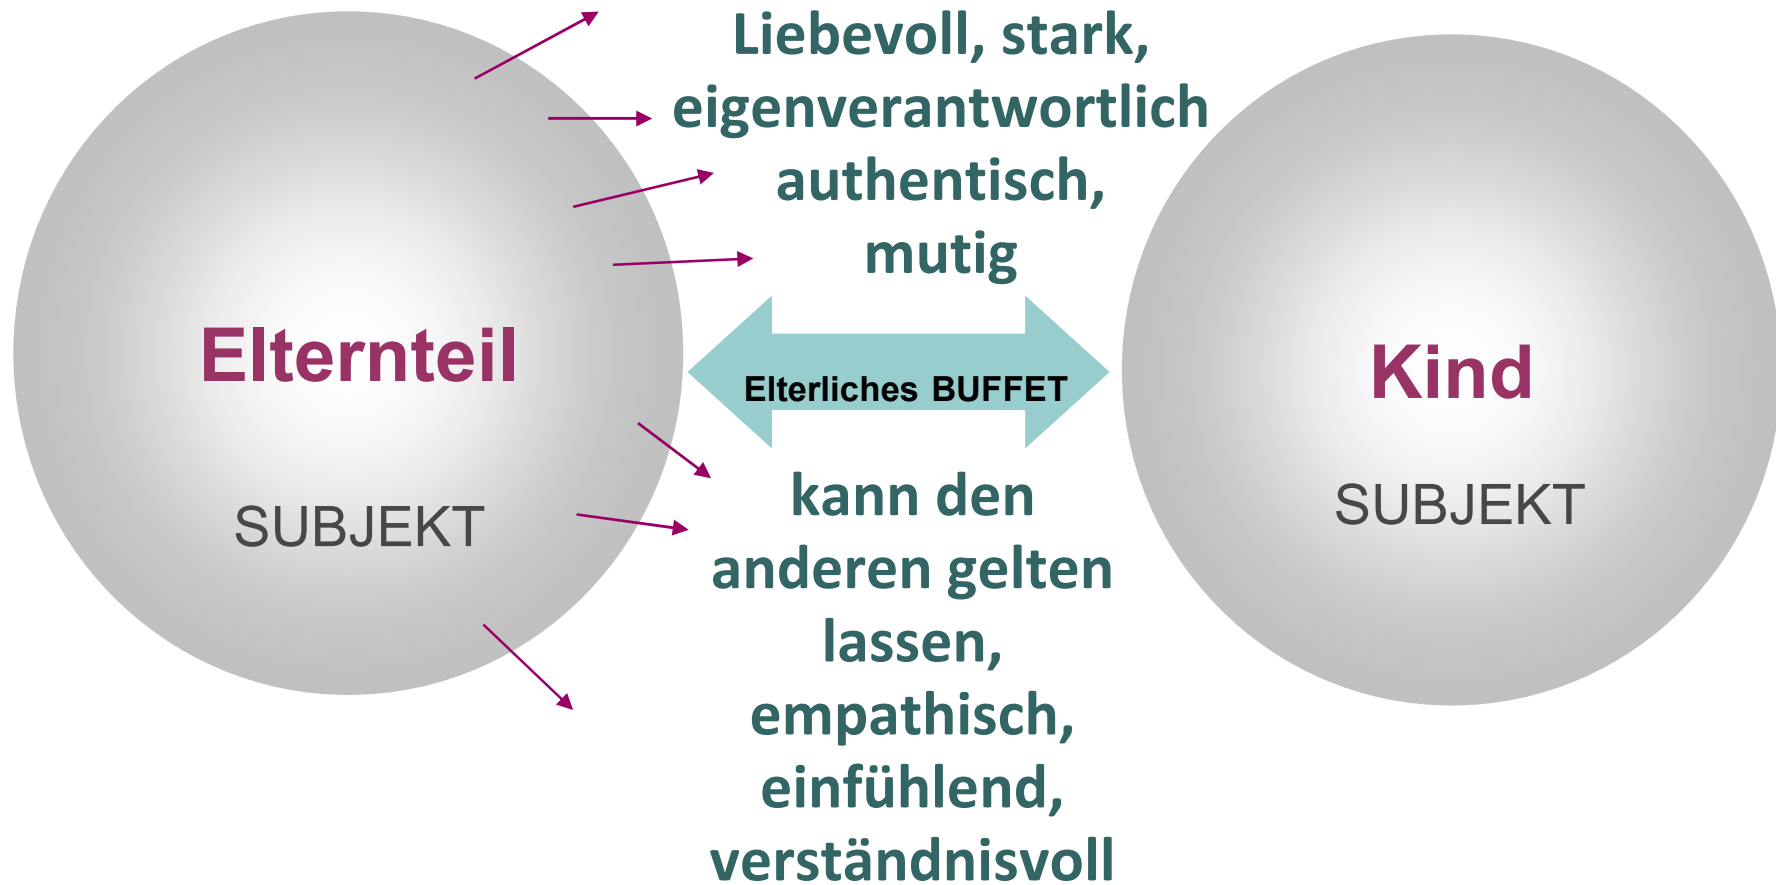 Liebevoll, stark,
eigenverantwortlich
authentisch,
mutig
Elternteil
SUBJEKT
Elterliches BUFFET
Kind
SUBJEKT
kann den
anderen gelten
lassen,
empathisch,
einfühlend,
verständnisvoll